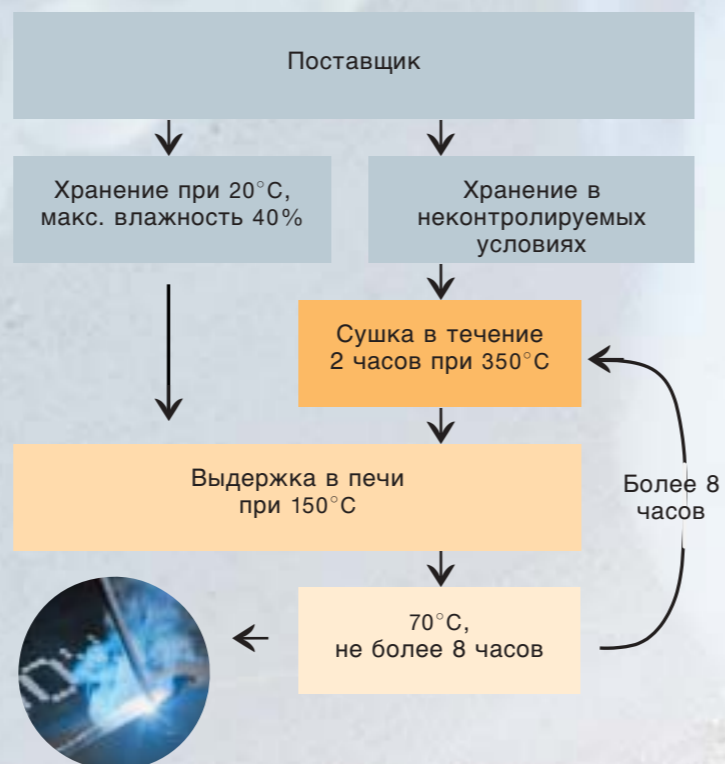 Поставщик
Хранение при 20°C,
макс. влажность 40%
Хранение в
неконтролируемых
условиях
Сушка в течение
2 часов при 350°C
Выдержка в печи
при 150°C
Более 8
часов
70°C,
не более 8 часов